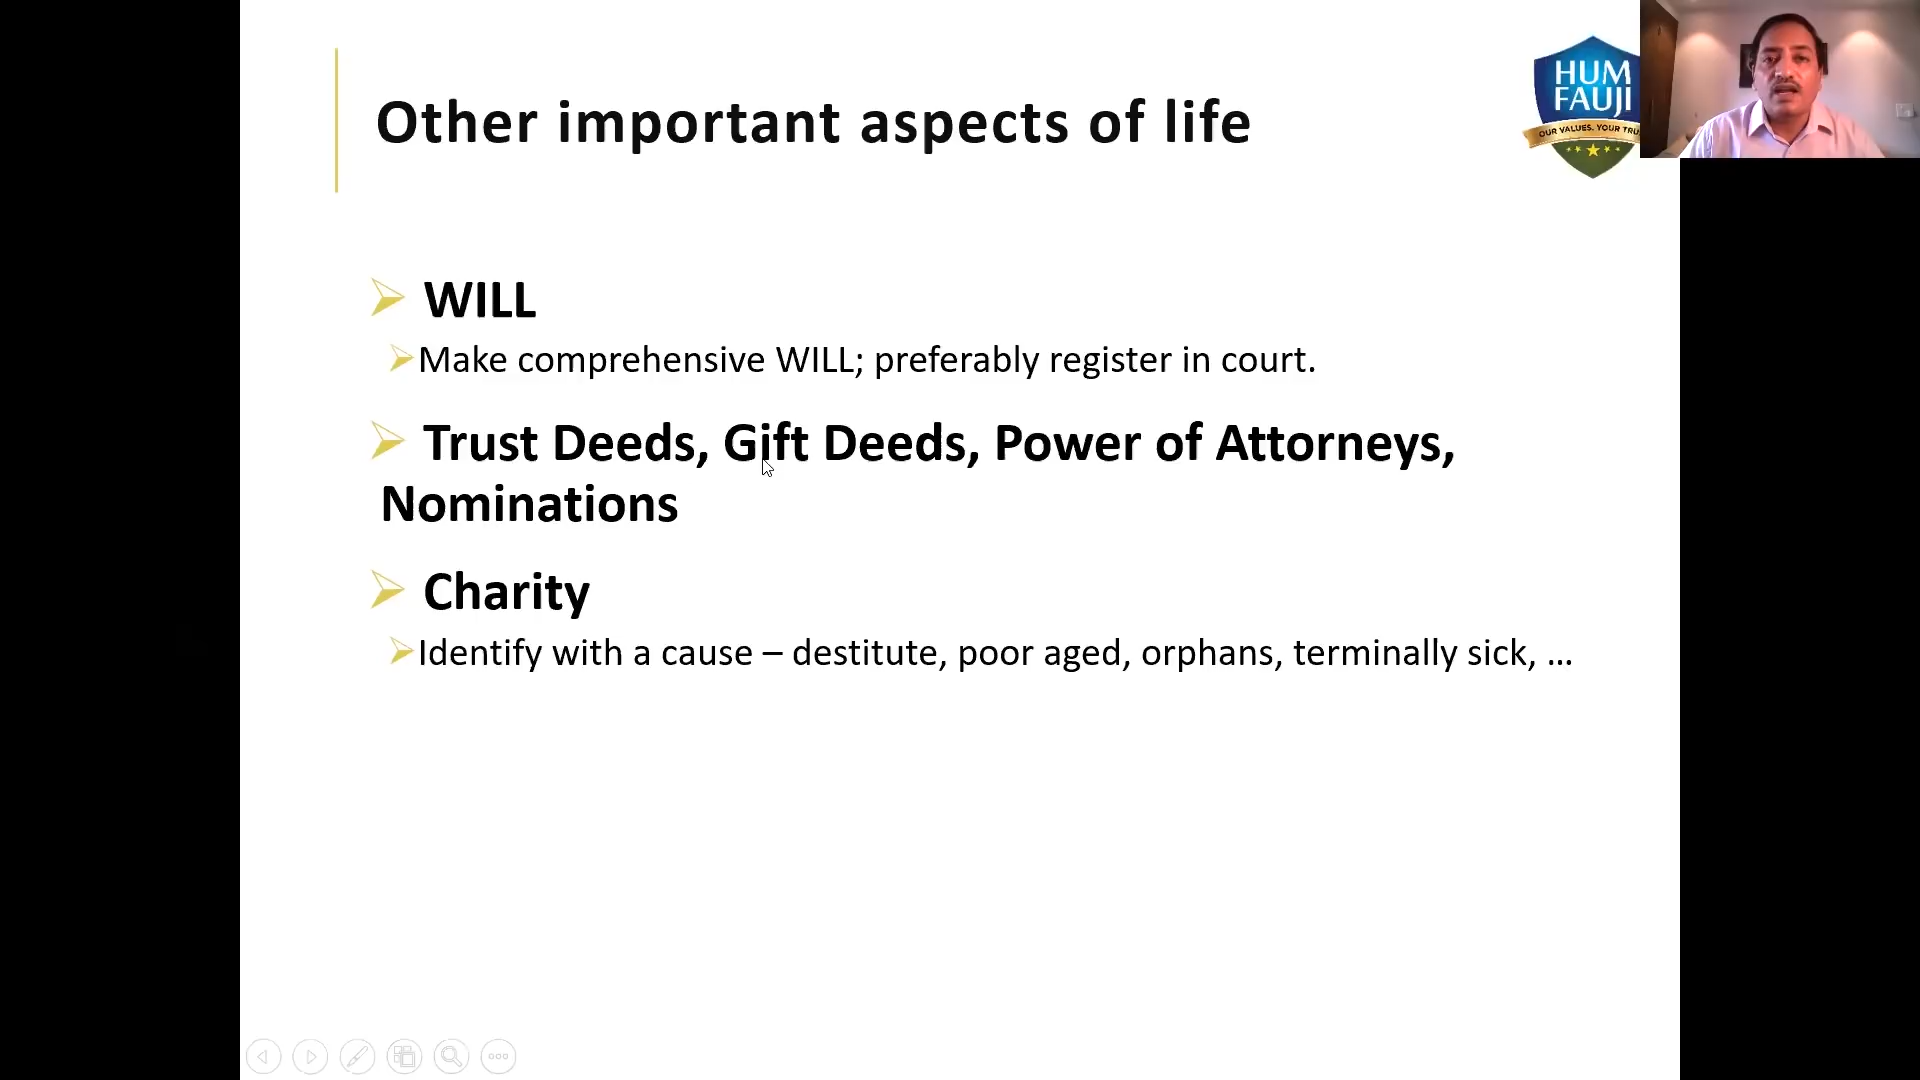 Other important aspects of life
HUM
FAUJI
OUR VALUES. YOUR TRU
WILL
Make comprehensive WILL; preferably register in court.
Trust Deeds, Gift Deeds, Power of Attorneys,
Nominations
Charity
Identify with a cause – destitute, poor aged, orphans, terminally sick, ...